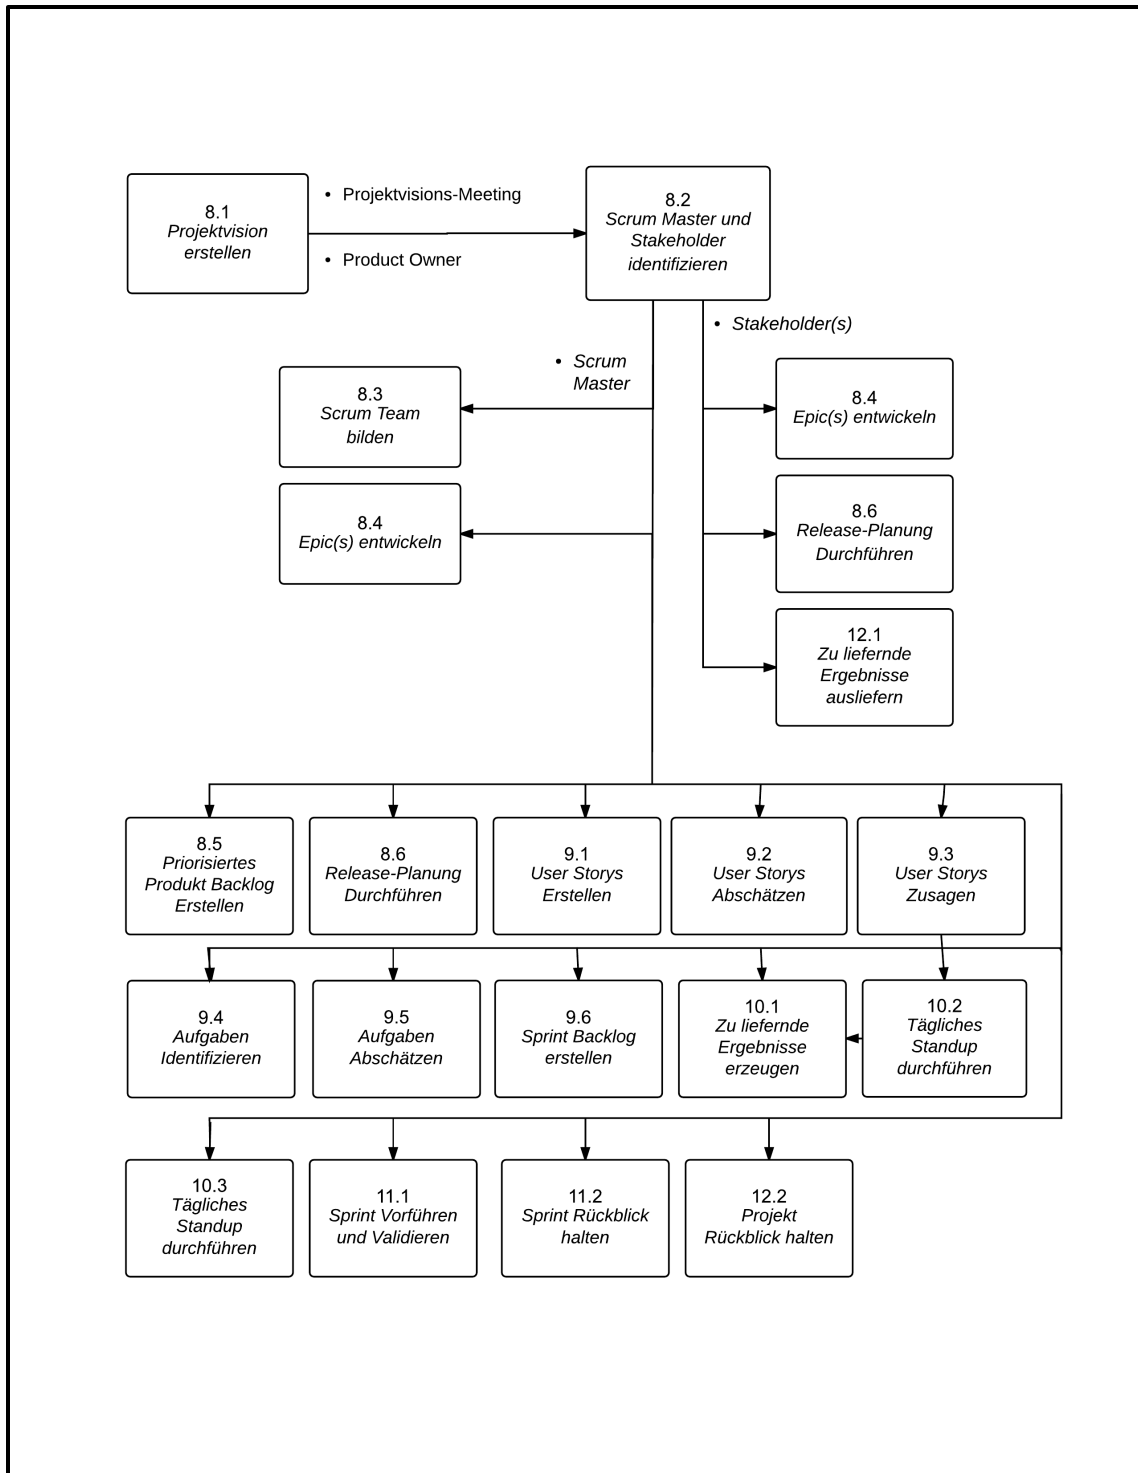 8.1
Projektvision
erstellen
• Projektvisions-Meeting
• Product Owner
8.2
Scrum Master und
Stakeholder
identifizieren
• Stakeholder(s)
• Scrum
Master
8.3
Scrum Team
bilden
8.4
Epic(s) entwickeln
8.4
Epic(s) entwickeln
8.6
Release-Planung
Durchführen
12.1
Zu liefernde
Ergebnisse
ausliefern
8.5
Priorisiertes
Produkt Backlog
Erstellen
8.6
Release-Planung
Durchführen
9.1
User Storys
Erstellen
9.2
User Storys
Abschätzen
9.3
User Storys
Zusagen
9.4
Aufgaben
Identifizieren
9.5
Aufgaben
Abschätzen
9.6
Sprint Backlog
erstellen
10.1
Zu liefernde
Ergebnisse
erzeugen
10.2
Tägliches
Standup
durchführen
10.3
Tägliches
Standup
durchführen
11.1
Sprint Vorführen
und Validieren
11.2
Sprint Rückblick
halten
12.2
Projekt
Rückblick halten